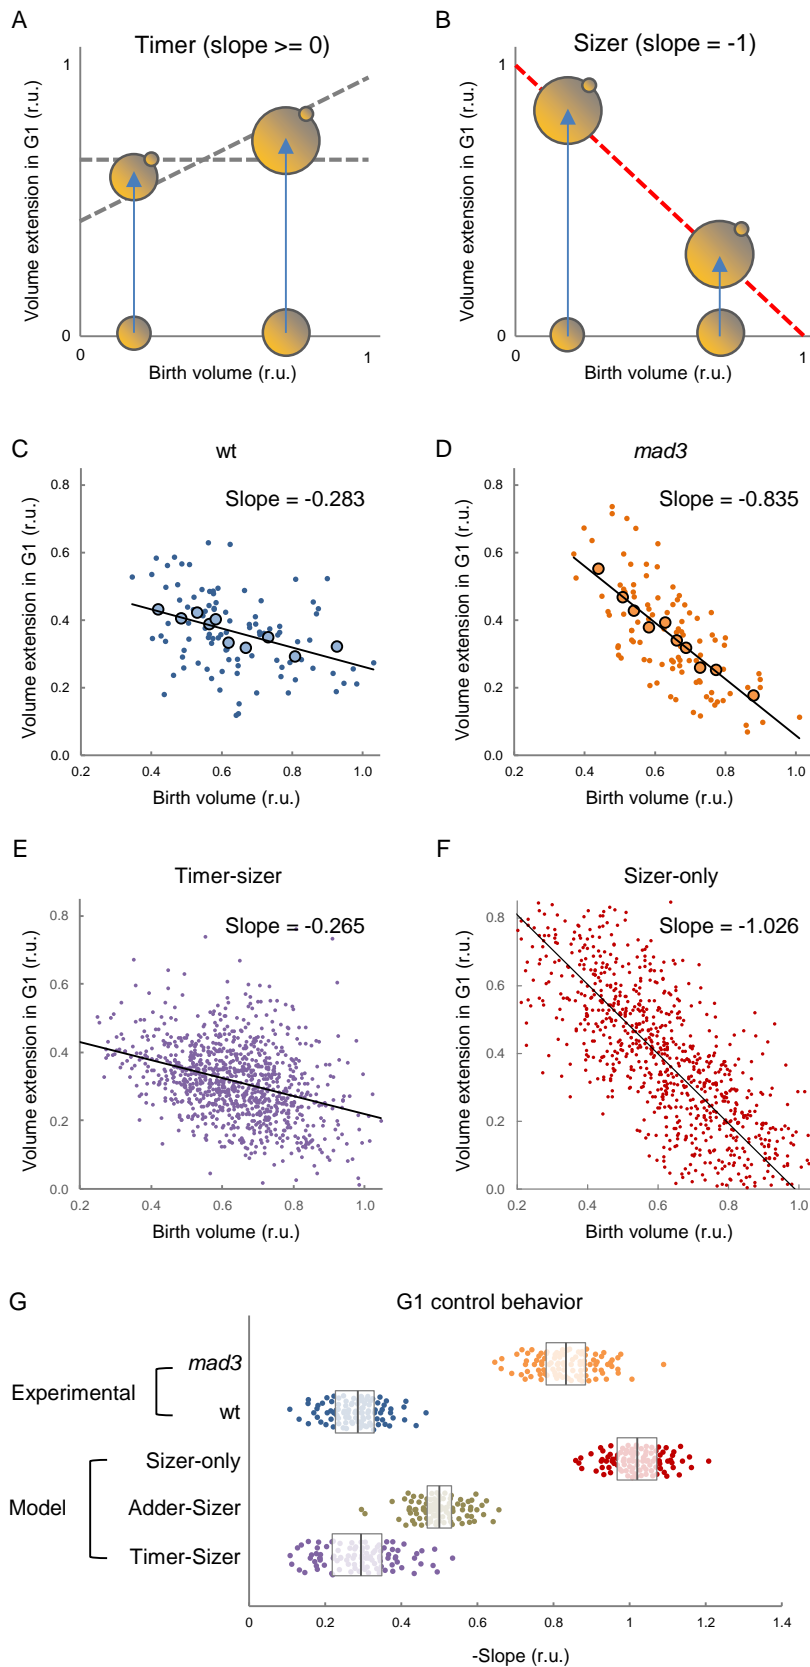 A
Timer (slope >= 0)
Volume extension in G1 (r.u.)
1
0
0
1
Birth volume (r.u.)
B
Sizer (slope = -1)
Volume extension in G1 (r.u.)
1
0
0
1
Birth volume (r.u.)
C
wt
Slope = -0.283
Volume extension in G1 (r.u.)
0.8
0.6
0.4
0.2
0.0
0.2 0.4 0.6 0.8 1.0
Birth volume (r.u.)
D
mad3
Slope = -0.835
Volume extension in G1 (r.u.)
0.8
0.6
0.4
0.2
0.0
0.2 0.4 0.6 0.8 1.0
Birth volume (r.u.)
E
Timer-sizer
Slope = -0.265
Volume extension in G1 (r.u.)
0.8
0.6
0.4
0.2
0.0
0.2 0.4 0.6 0.8 1.0
Birth volume (r.u.)
F
Sizer-only
Slope = -1.026
Volume extension in G1 (r.u.)
0.8
0.6
0.4
0.2
0.0
0.2 0.4 0.6 0.8 1.0
Birth volume (r.u.)
G
G1 control behavior
Experimental
mad3
wt
Model
Sizer-only
Adder-Sizer
Timer-Sizer
0 0.2 0.4 0.6 0.8 1 1.2 1.4
-Slope (r.u.)